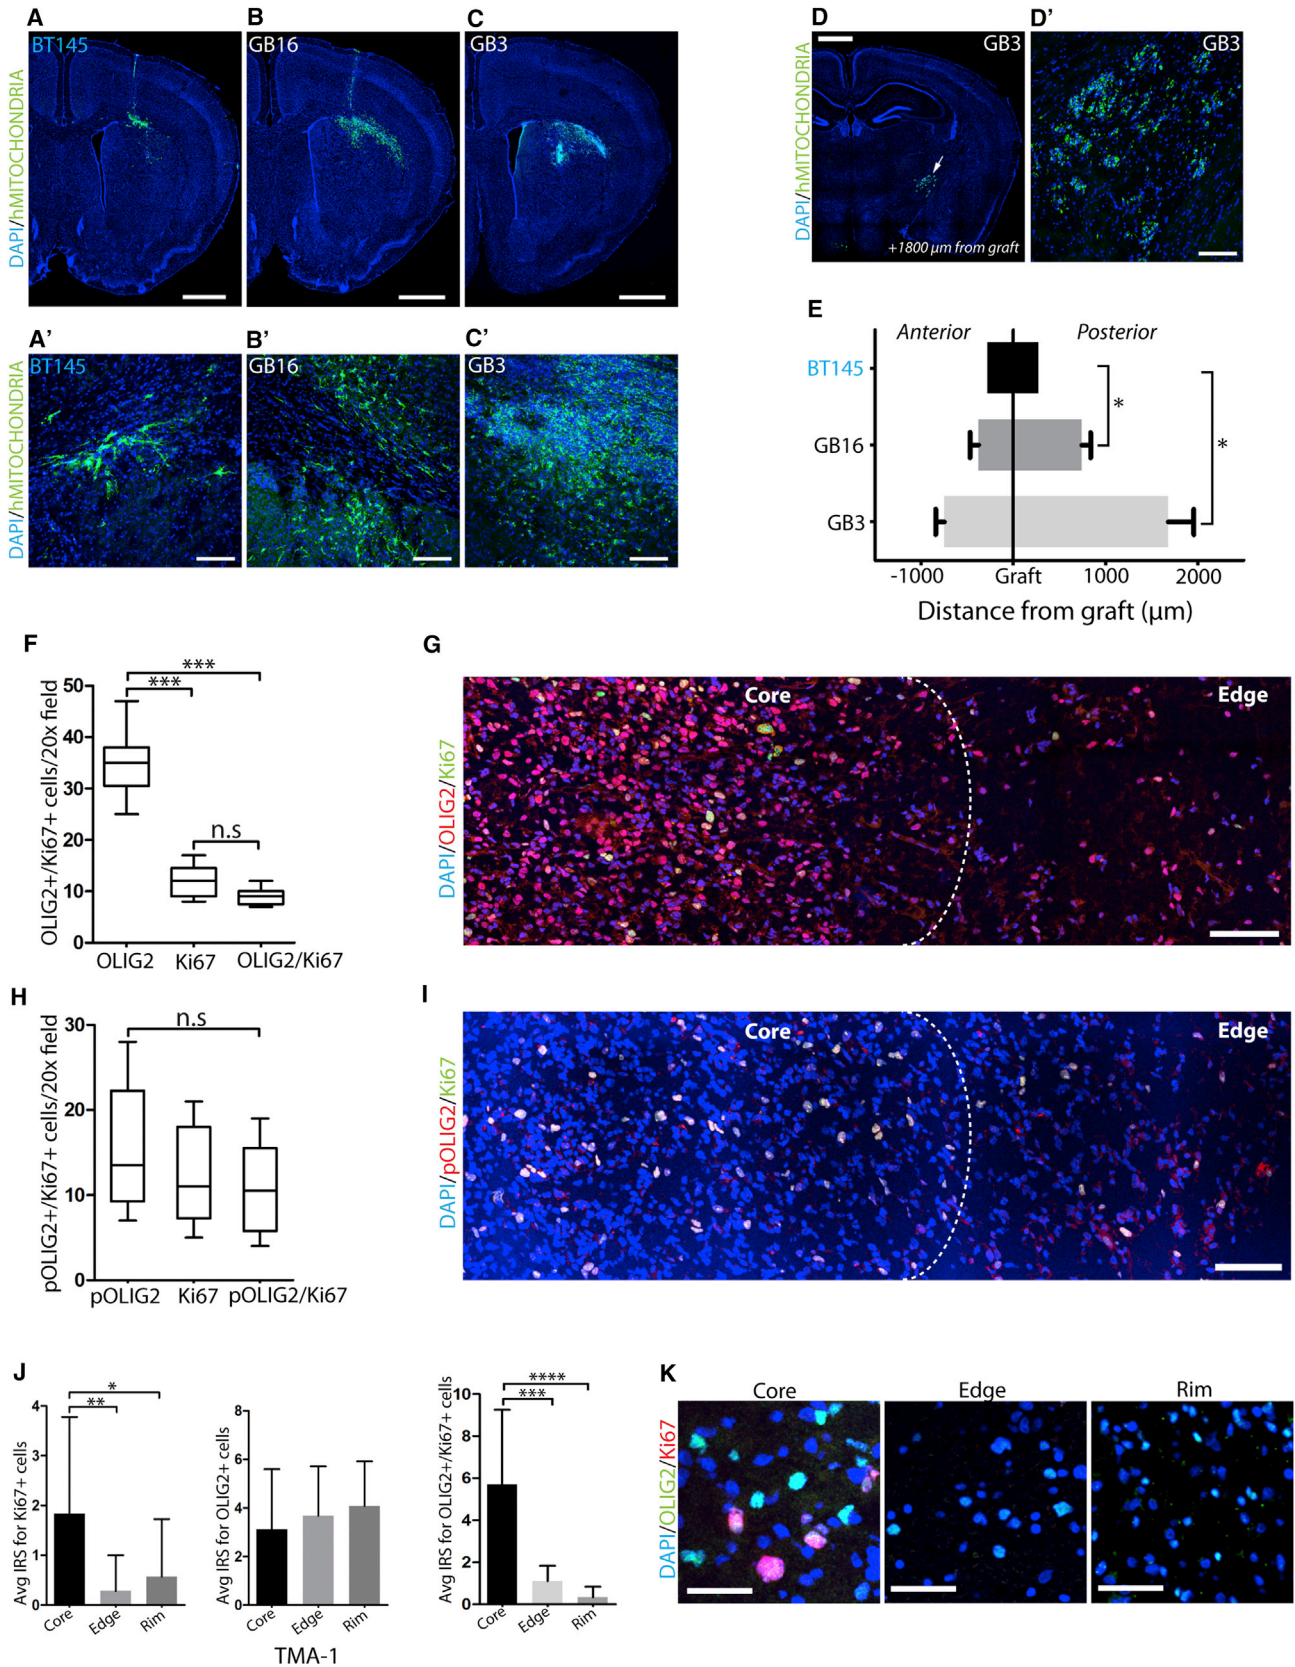 A
B
C
D
D'
BT145
GB16
GB3
GB3
GB3
DAPI/hMITOCHONDRIA
DAPI/hMITOCHONDRIA
+1800 µm from graft
A'
B'
C'
BT145
GB16
GB3
DAPI/hMITOCHONDRIA
E
Anterior
Posterior
BT145
GB16
GB3
*
*
-1000
Graft
1000
2000
Distance from graft (µm)
F
OLIG2+/Ki67+ cells/20x field
50
40
30
20
10
0
***
***
n.s
OLIG2
Ki67
OLIG2/Ki67
G
DAPI/OLIG2/Ki67
Core
Edge
H
pOLIG2+/Ki67+ cells/20x field
30
20
10
0
n.s
pOLIG2
Ki67
pOLIG2/Ki67
I
DAPI/pOLIG2/Ki67
Core
Edge
J
Avg IRS for Ki67+ cells
4
3
2
1
0
*
**
Core
Edge
Rim
Avg IRS for OLIG2+ cells
8
6
4
2
0
Core
Edge
Rim
TMA-1
Avg IRS for OLIG2+/Ki67+ cells
10
8
6
4
2
0
****
***
Core
Edge
Rim
K
DAPI/OLIG2/Ki67
Core
Edge
Rim